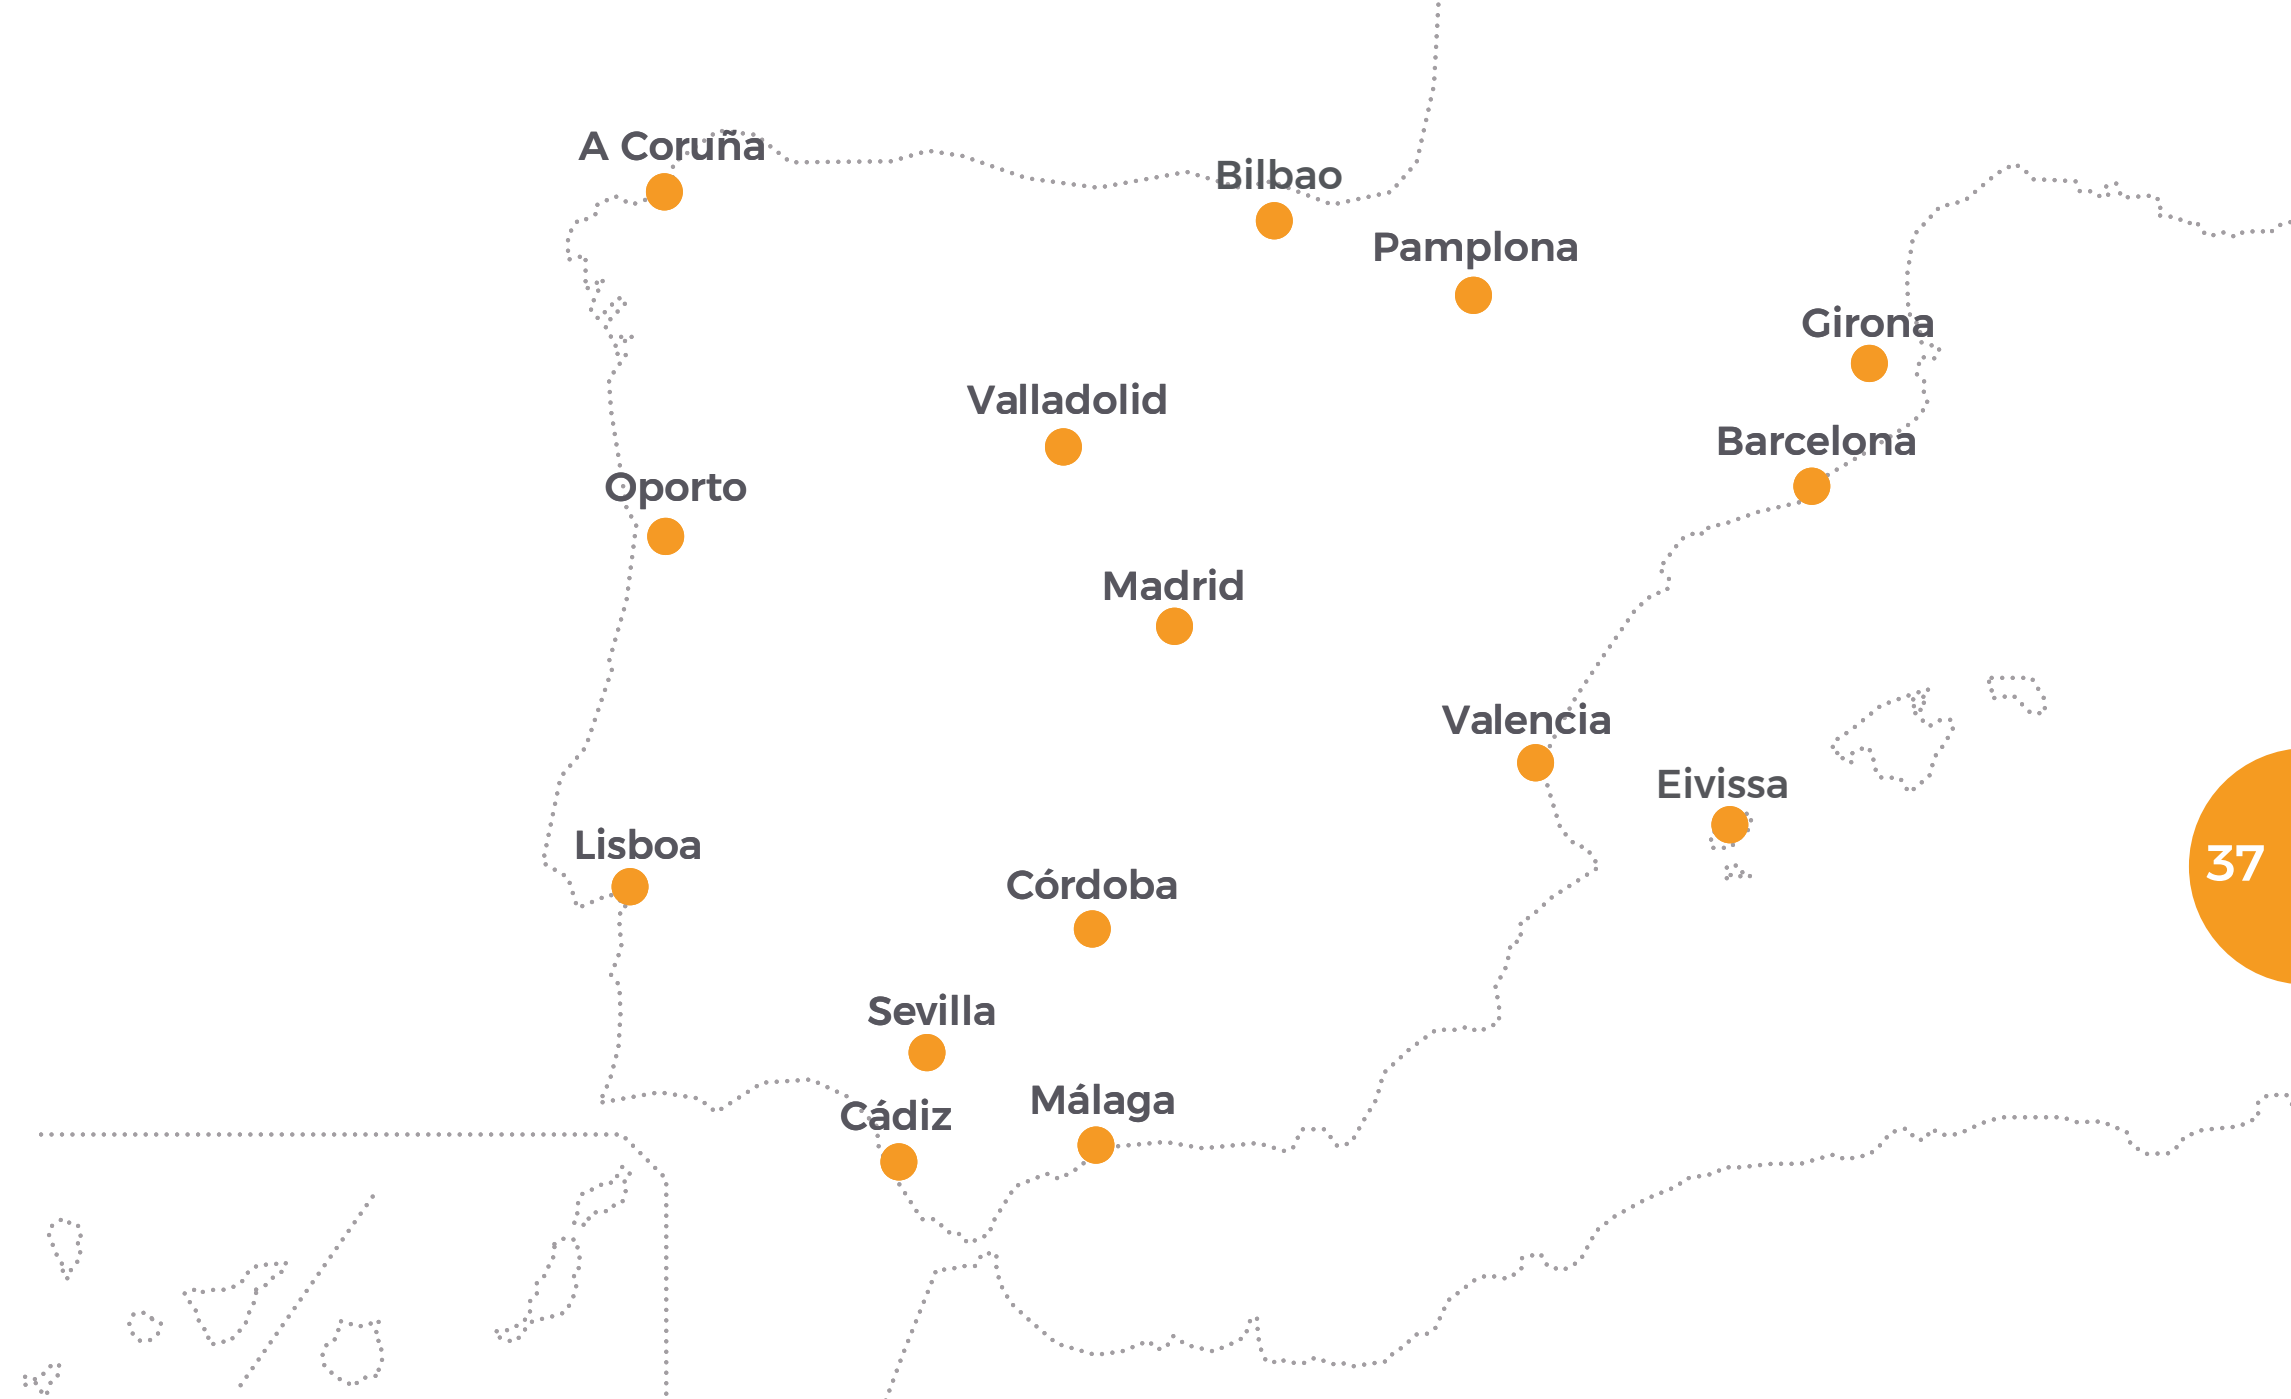 A Coruña
Bilbao
Pamplona
Girona
Valladolid
Barcelona
Oporto
Madrid
Valencia
Eivissa
Lisboa
37
Córdoba
Sevilla
Málaga
Cádiz